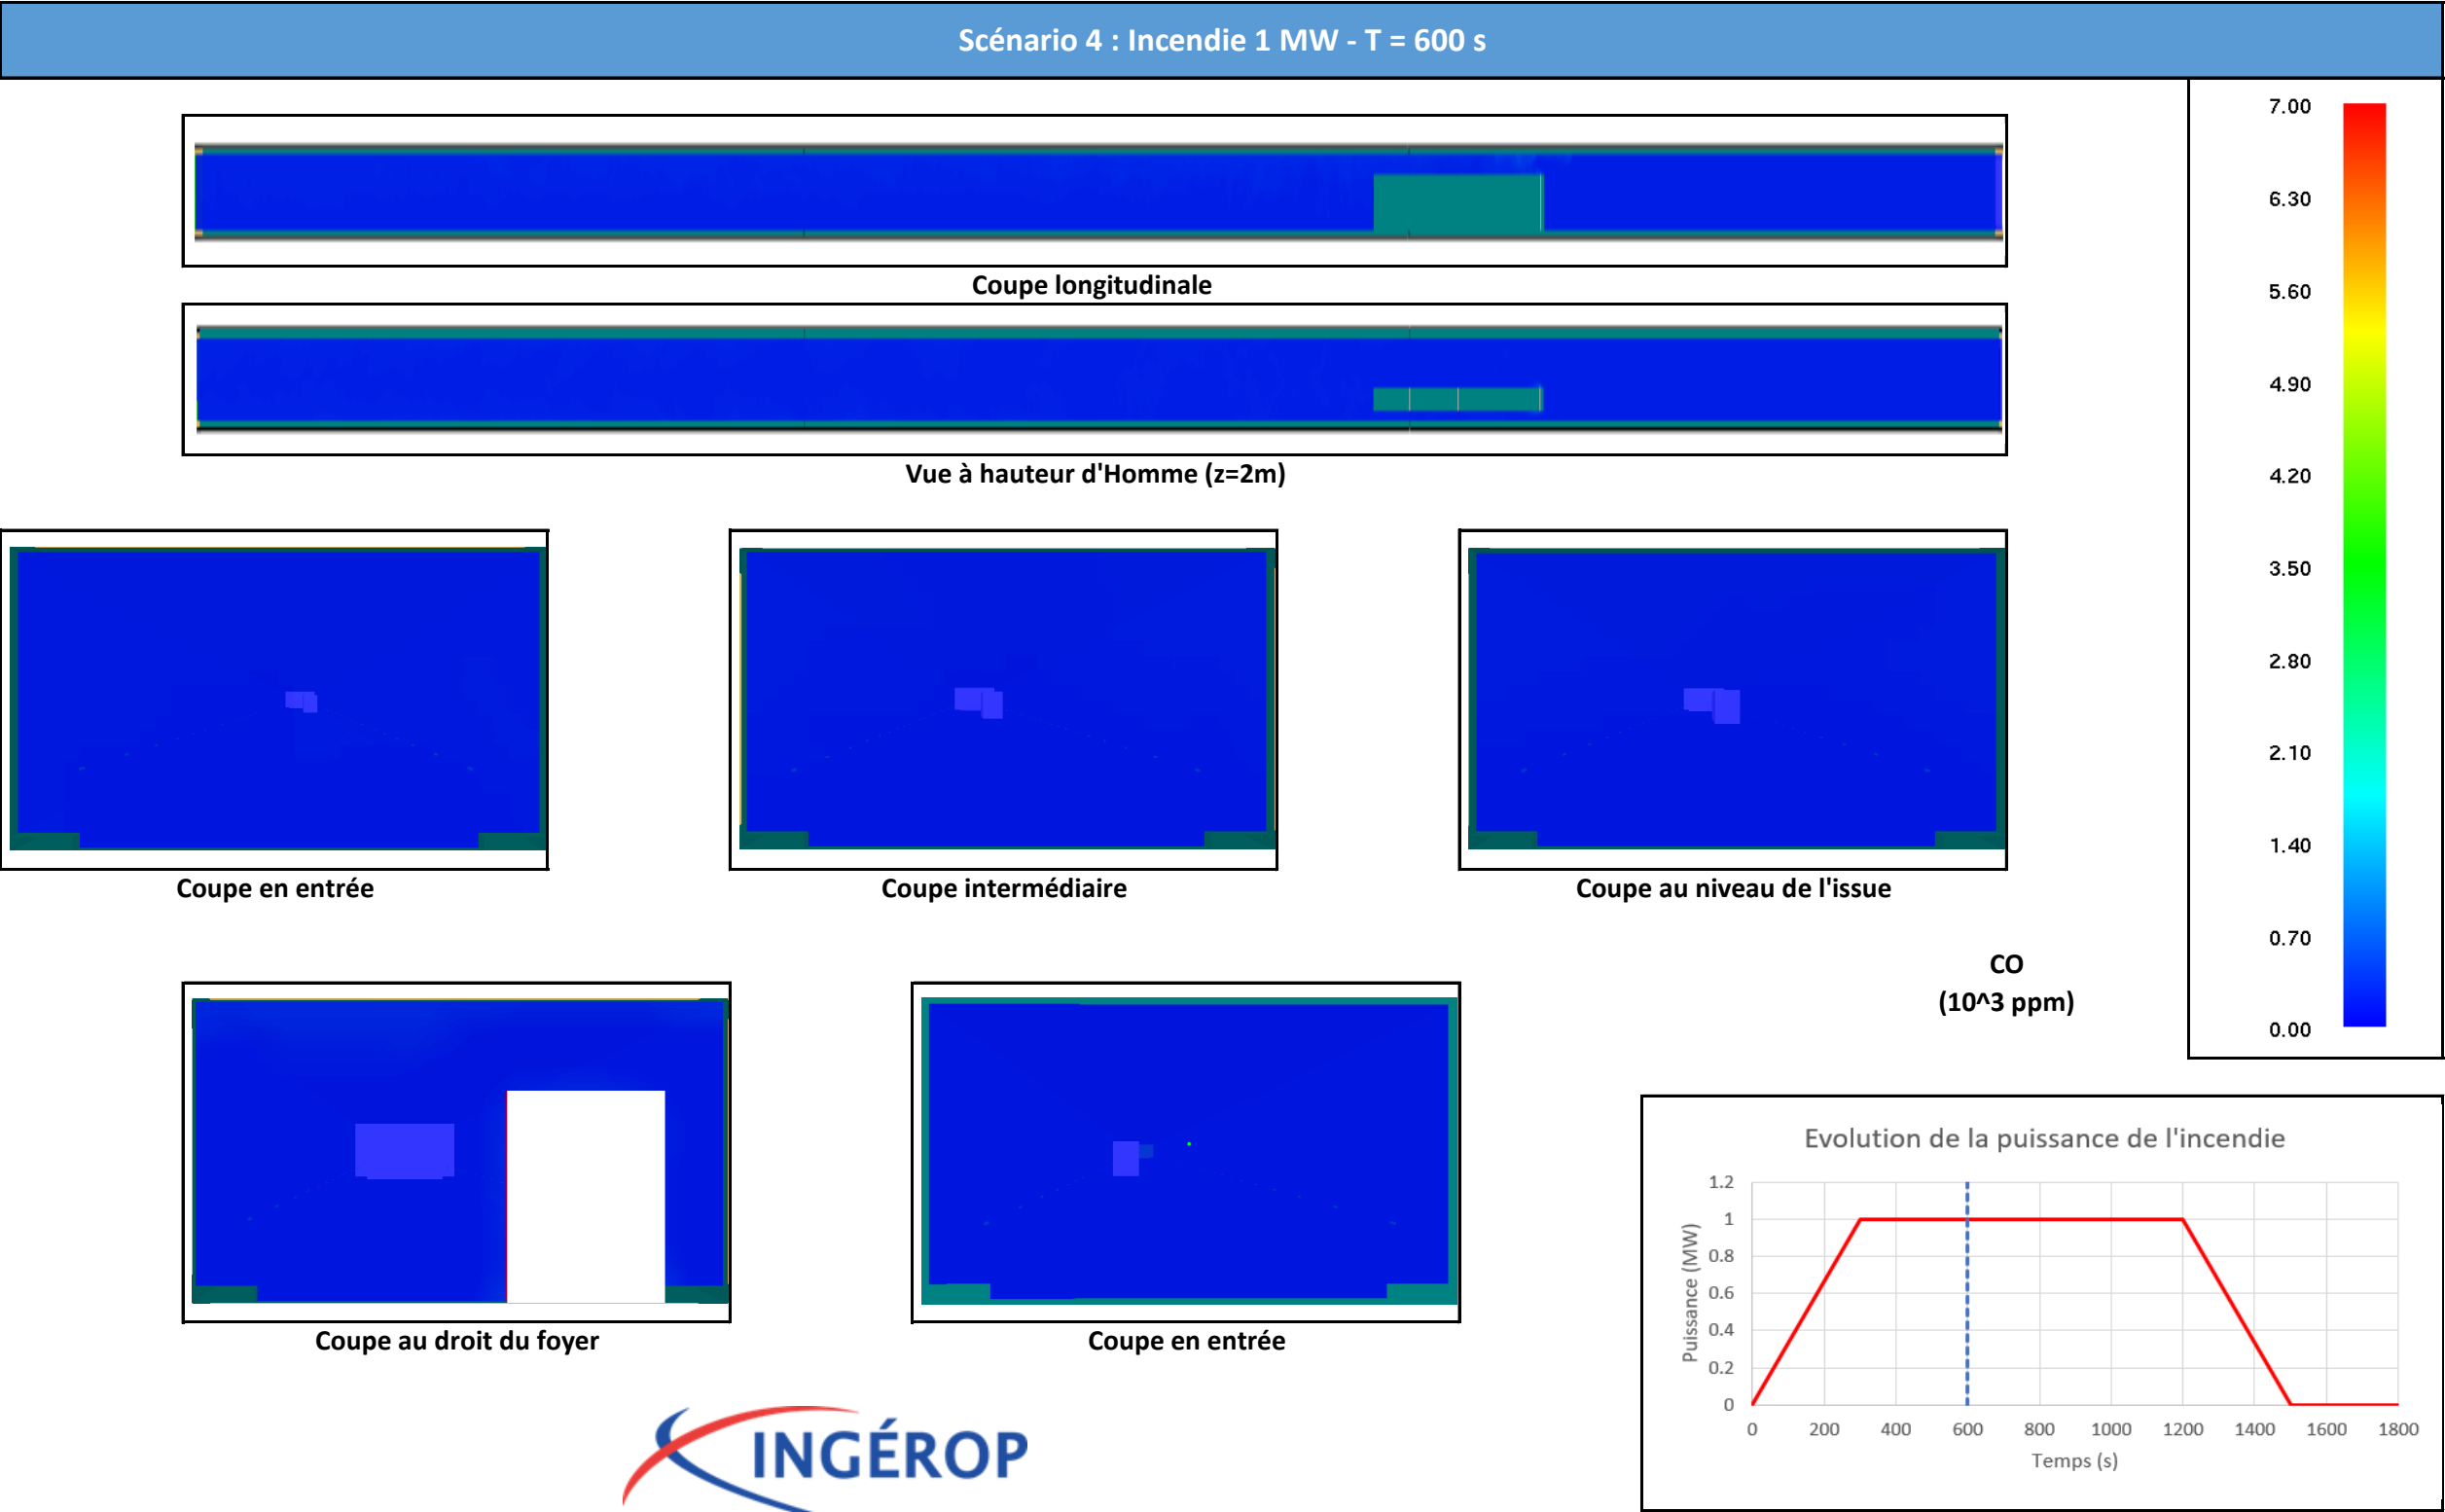 Scénario 4 : Incendie 1 MW - T = 600 s
Coupe longitudinale
Vue à hauteur d'Homme (z=2m)
Coupe en entrée
Coupe intermédiaire
Coupe au niveau de l'issue
Coupe au droit du foyer
Coupe en entrée
CO
(10^3 ppm)
7.00
6.30
5.60
4.90
4.20
3.50
2.80
2.10
1.40
0.70
0.00
Evolution de la puissance de l'incendie
Puissance (MW)
1.2
1
0.8
0.6
0.4
0.2
0
0 200 400 600 800 1000 1200 1400 1600 1800
Temps (s)
INGÉROP